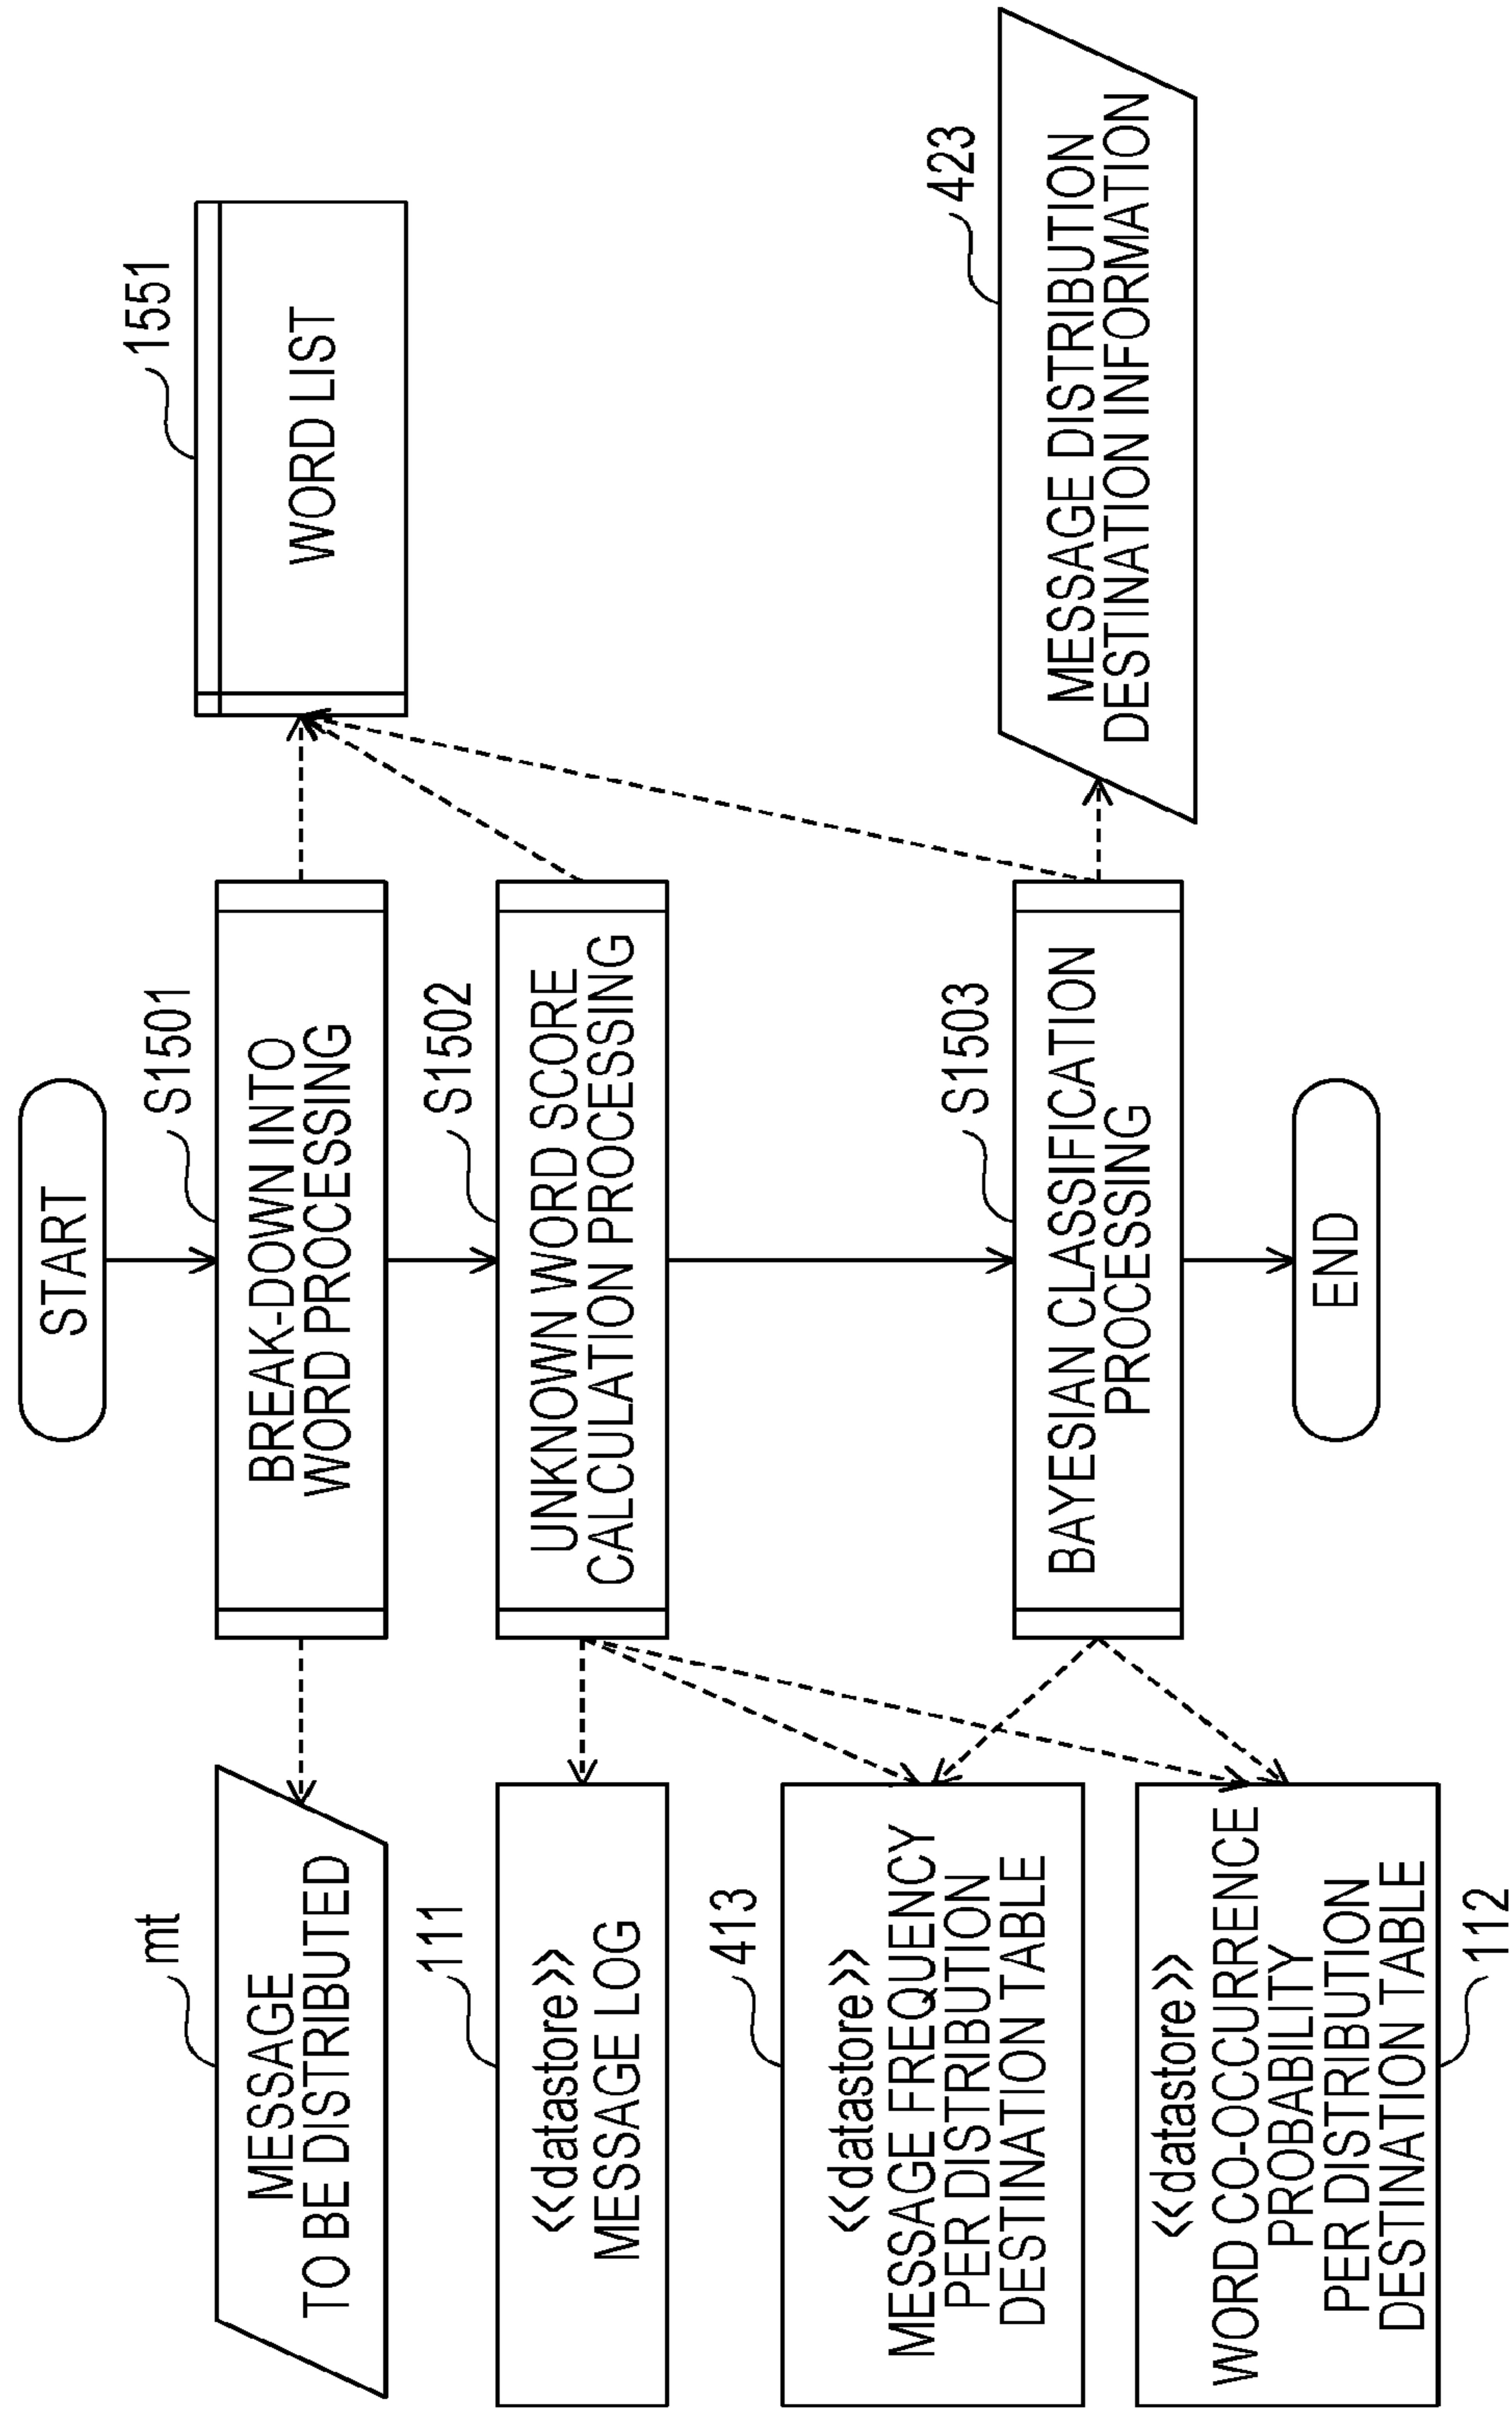 START
S1501
BREAK-DOWN INTO
WORD PROCESSING
mt
MESSAGE
TO BE DISTRIBUTED
1551
WORD LIST
S1502
UNKNOWN WORD SCORE
CALCULATION PROCESSING
111
«datastore»
MESSAGE LOG
413
«datastore»
MESSAGE FREQUENCY
PER DISTRIBUTION
DESTINATION TABLE
S1503
BAYESIAN CLASSIFICATION
PROCESSING
423
MESSAGE DISTRIBUTION
DESTINATION INFORMATION
«datastore»
WORD CO-OCCURRENCE
PROBABILITY
PER DISTRIBUTION
DESTINATION TABLE
112
END